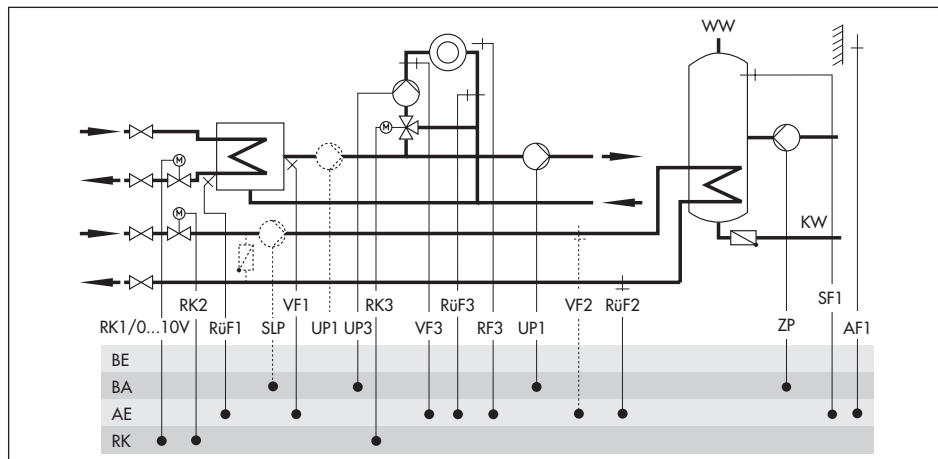 WW
M
M
M
KW
RK1/0...10V
RK2
RüF1
SLP
VF1
UP1
UP3
RK3
VF3
RüF3
RF3
UP1
VF2
RüF2
ZP
SF1
AF1
BE
BA
AE
RK